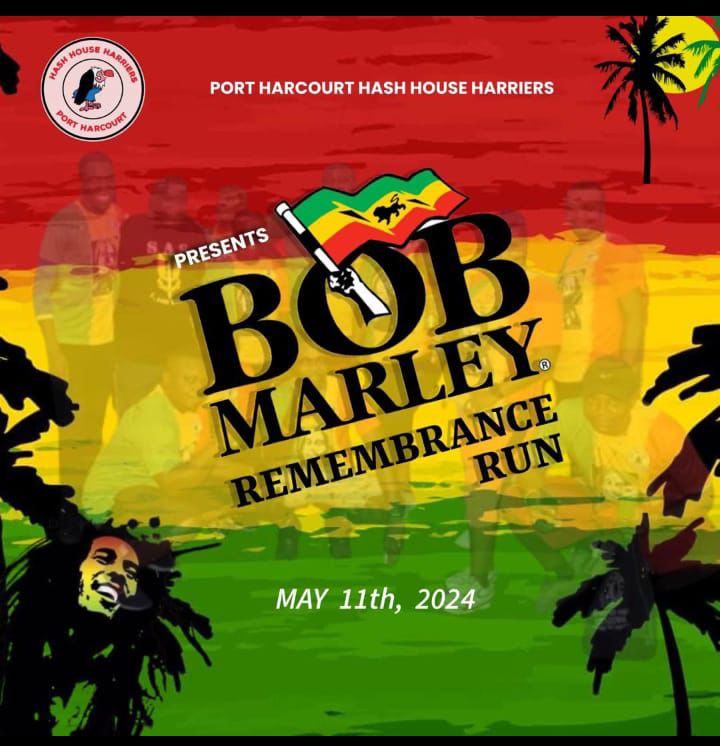 HASH HOUSE HARRIERS
PORT HARCOURT
PORT HARCOURT HASH HOUSE HARRIERS
PRESENTS
BOB
MARLEY®
REMEMBRANCE
RUN
MAY 11th, 2024